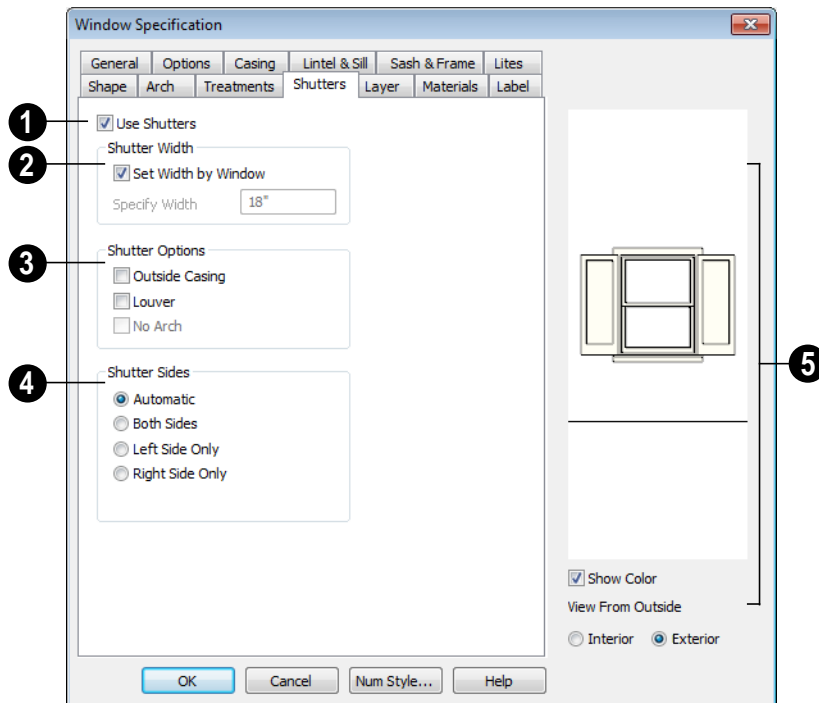 Window Specification
General Options Casing Lintel & Sill Sash & Frame Lites
Shape Arch Treatments Shutters Layer Materials Label
1 Use Shutters
Shutter Width
2 Set Width by Window
Specify Width 18"
Shutter Options
3 Outside Casing
Louver
No Arch
Shutter Sides
4 Automatic
Both Sides
Left Side Only
Right Side Only
5
Show Color
View From Outside
Interior Exterior
OK Cancel Num Style... Help